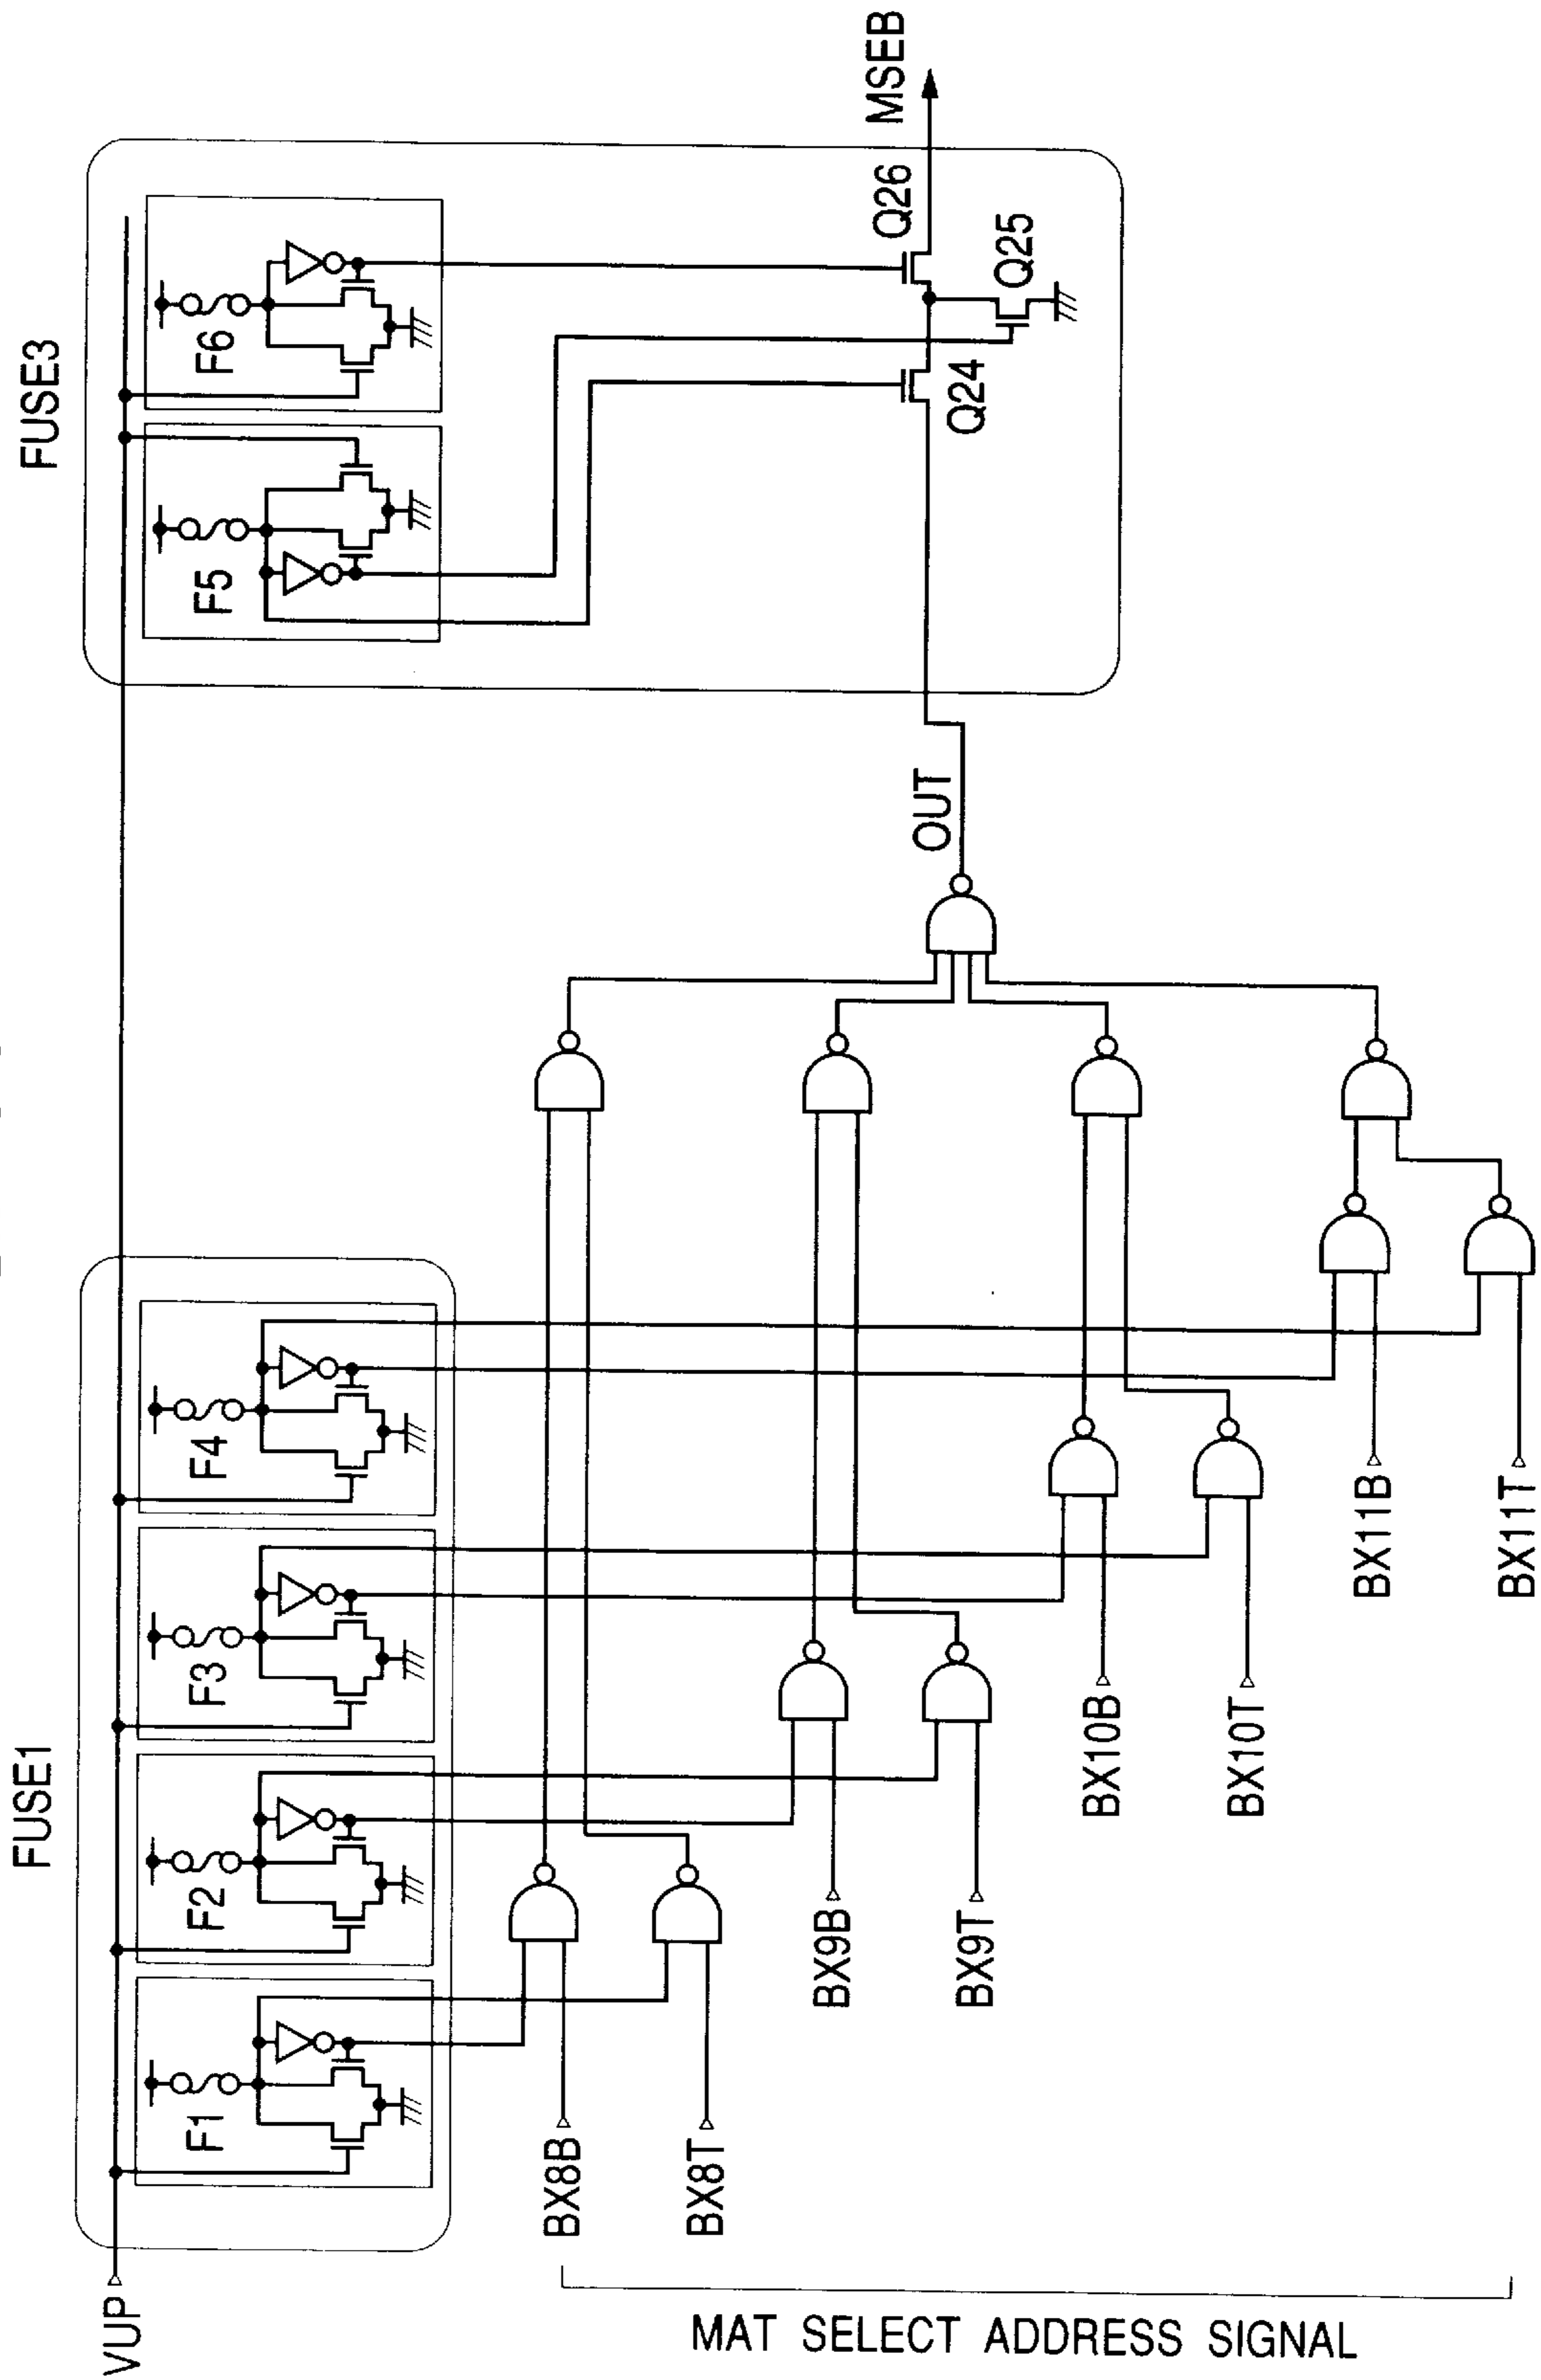 FUSE1
FUSE3
VUP
F1
F2
F3
F4
F5
F6
BX8B
BX8T
BX9B
BX9T
BX10B
BX10T
BX11B
BX11T
OUT
Q24
Q25
Q26
MSEB
MAT SELECT ADDRESS SIGNAL